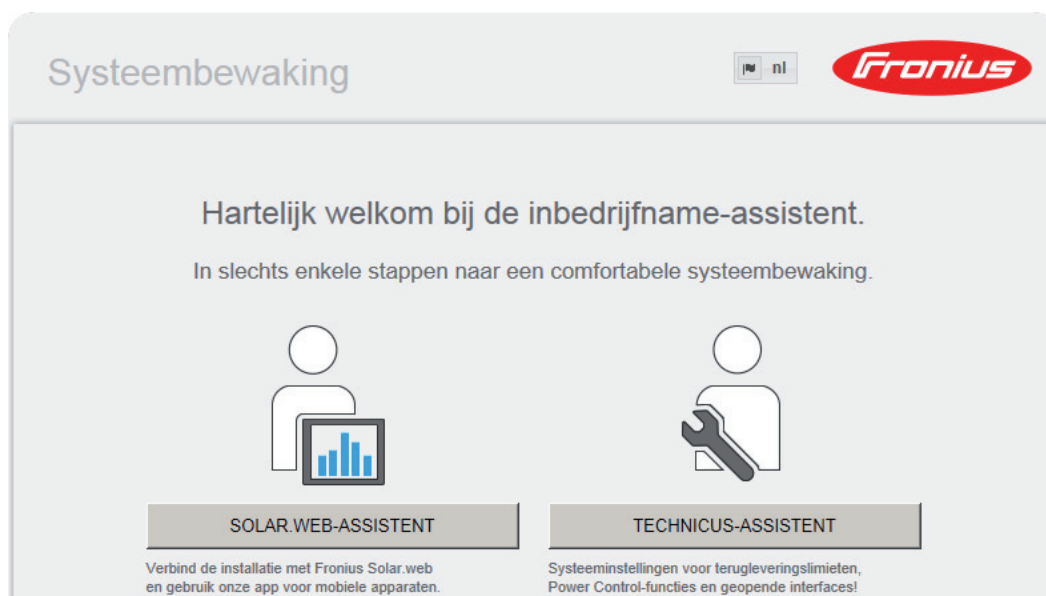 Systeembewaking
nl
Fronius
Hartelijk welkom bij de inbedrijfname-assistent.
In slechts enkele stappen naar een comfortabele systeembewaking.
SOLAR.WEB-ASSISTENT
Verbind de installatie met Fronius Solar.web
en gebruik onze app voor mobiele apparaten.
TECHNICUS-ASSISTENT
Systeeminstellingen voor terugleveringslimieten,
Power Control-functies en geopende interfaces!